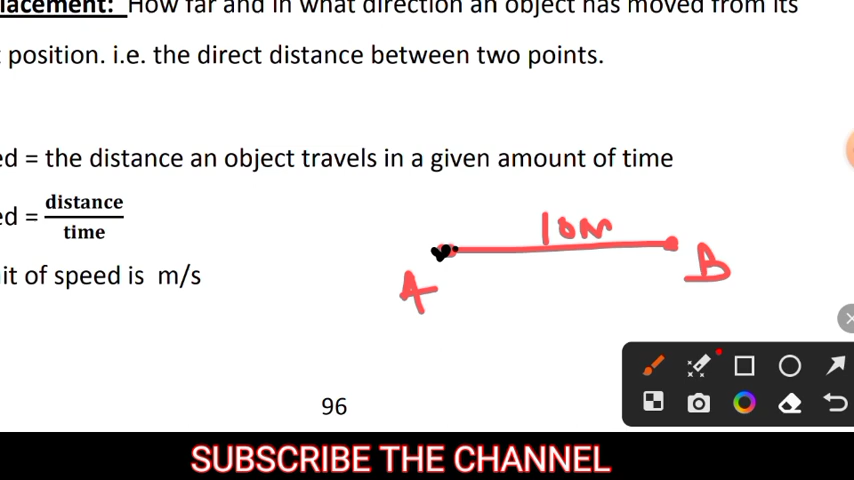 lacement: How far and in what direction an object has moved from its
t position. i.e. the direct distance between two points.
ed = the distance an object travels in a given amount of time
ed = distance
time
10m
A
B
it of speed is m/s
96
SUBSCRIBE THE CHANNEL